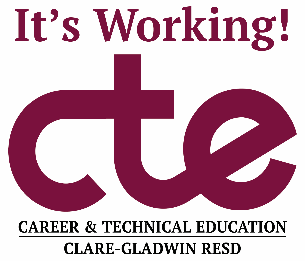 It's Working!
cte
CAREER & TECHNICAL EDUCATION
CLARE-GLADWIN RESD